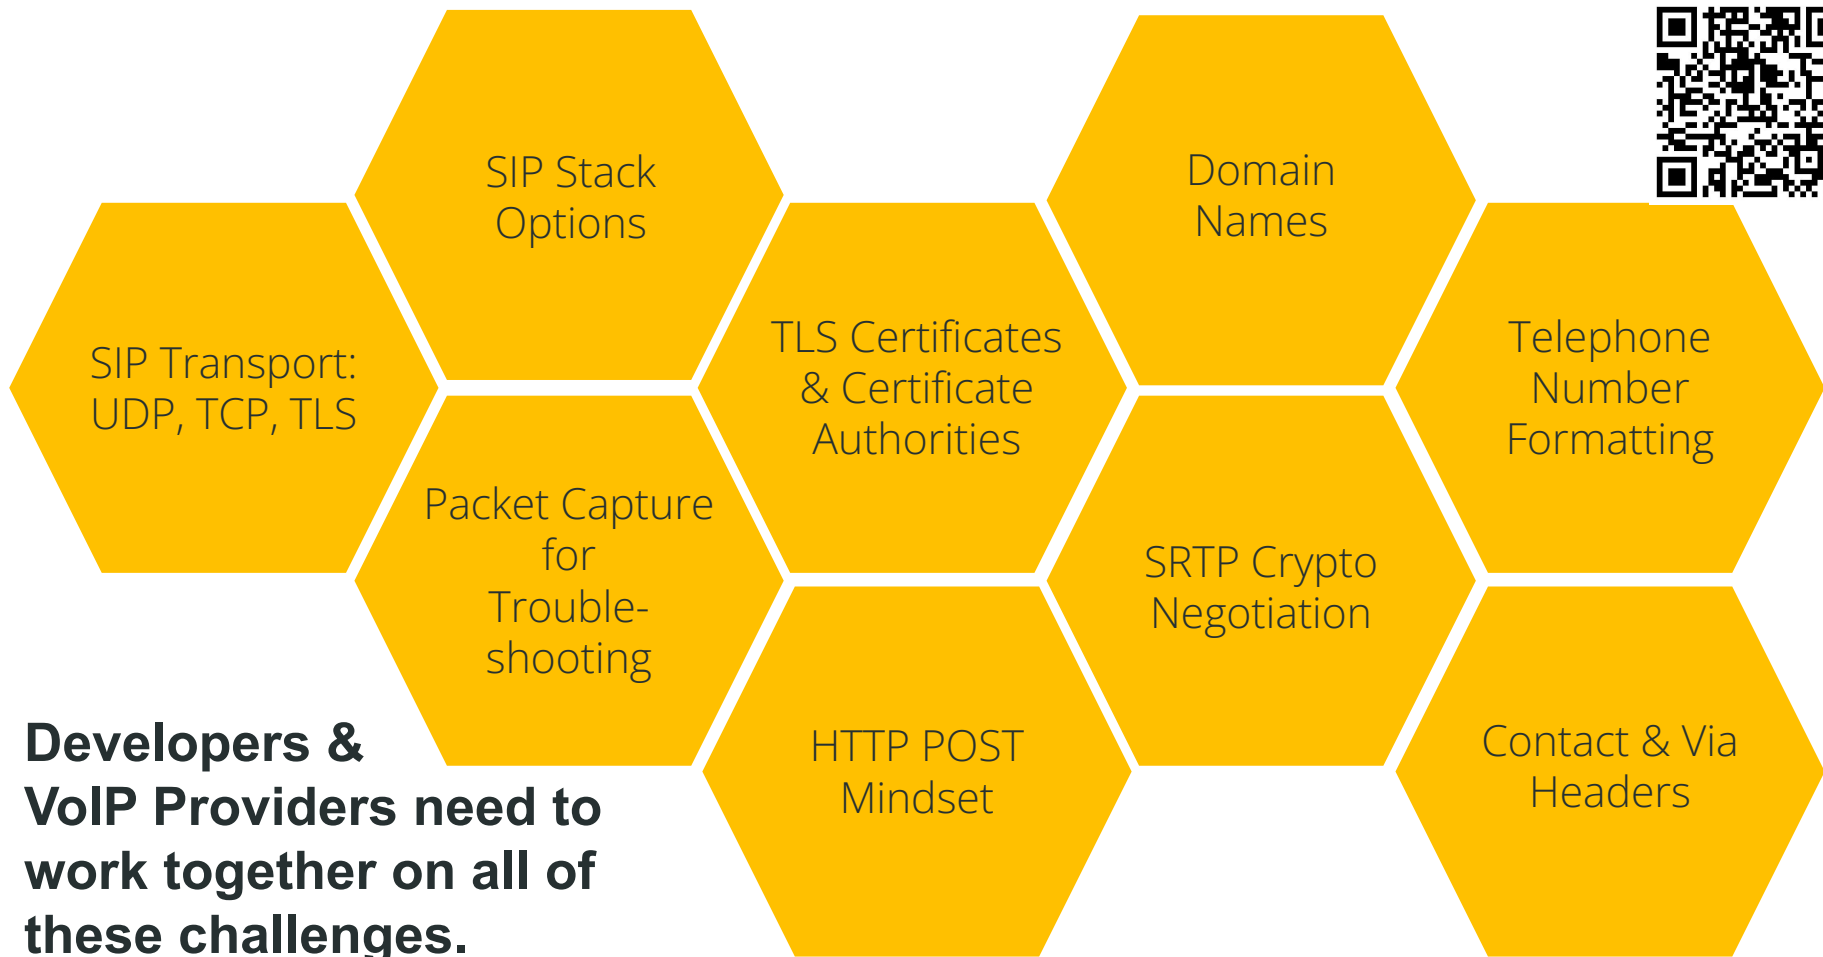 SIP Stack
Options
Domain
Names
SIP Transport:
UDP, TCP, TLS
TLS Certificates
& Certificate
Authorities
Telephone
Number
Formatting
Packet Capture
for
Trouble-
shooting
SRTP Crypto
Negotiation
HTTP POST
Mindset
Contact & Via
Headers
Developers &
VoIP Providers need to
work together on all of
these challenges.